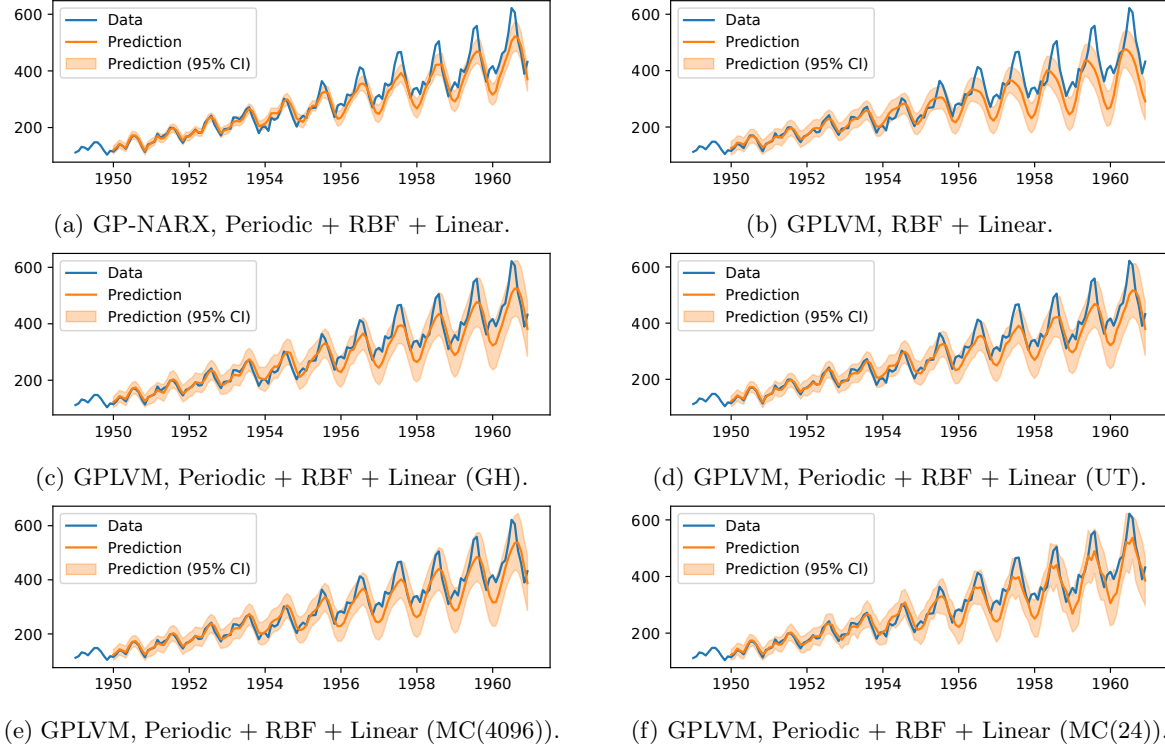 600
400
200
Data
Prediction
Prediction (95% CI)
1950 1952 1954 1956 1958 1960
(a) GP-NARX, Periodic + RBF + Linear.
600
400
200
Data
Prediction
Prediction (95% CI)
1950 1952 1954 1956 1958 1960
(b) GPLVM, RBF + Linear.
600
400
200
Data
Prediction
Prediction (95% CI)
1950 1952 1954 1956 1958 1960
(c) GPLVM, Periodic + RBF + Linear (GH).
600
400
200
Data
Prediction
Prediction (95% CI)
1950 1952 1954 1956 1958 1960
(d) GPLVM, Periodic + RBF + Linear (UT).
600
400
200
Data
Prediction
Prediction (95% CI)
1950 1952 1954 1956 1958 1960
(e) GPLVM, Periodic + RBF + Linear (MC(4096)).
600
400
200
Data
Prediction
Prediction (95% CI)
1950 1952 1954 1956 1958 1960
(f) GPLVM, Periodic + RBF + Linear (MC(24)).